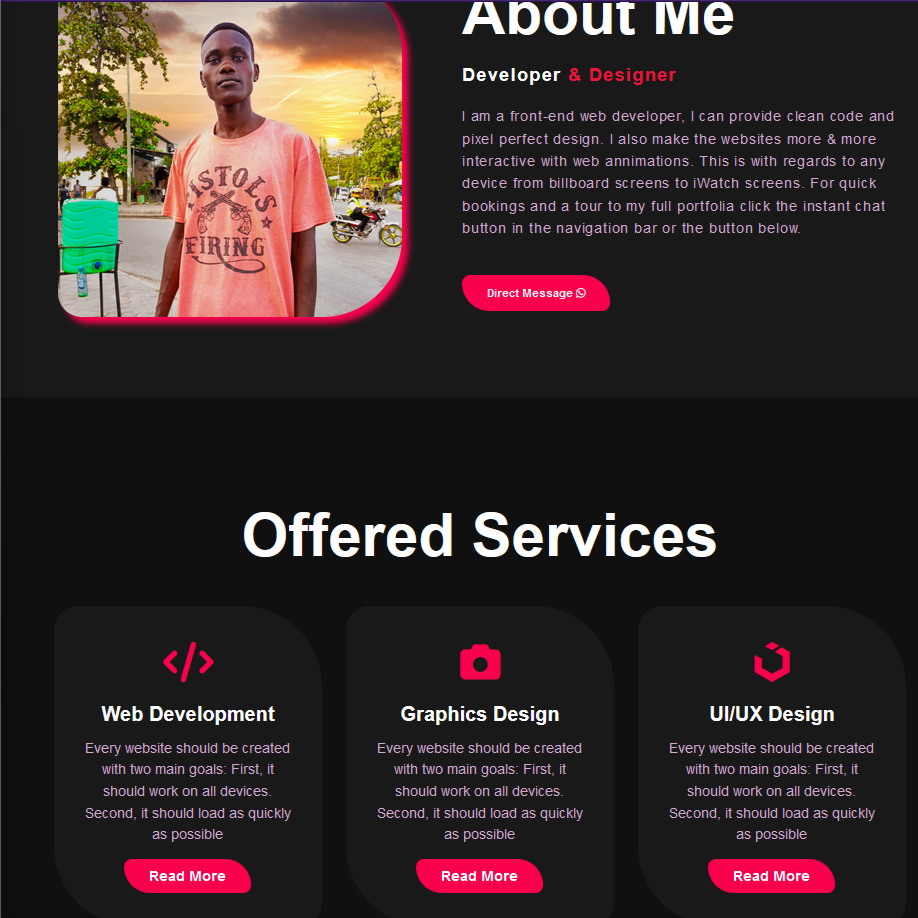 About Me
Developer & Designer
I am a front-end web developer, I can provide clean code and
pixel perfect design. I also make the websites more & more
interactive with web annimations. This is with regards to any
device from billboard screens to iWatch screens. For quick
bookings and a tour to my full portfolia click the instant chat
button in the navigation bar or the button below.
Direct Message
PISTOLS
FIRING
Offered Services
Web Development
Every website should be created
with two main goals: First, it
should work on all devices.
Second, it should load as quickly
as possible
Read More
Graphics Design
Every website should be created
with two main goals: First, it
should work on all devices.
Second, it should load as quickly
as possible
Read More
UI/UX Design
Every website should be created
with two main goals: First, it
should work on all devices.
Second, it should load as quickly
as possible
Read More